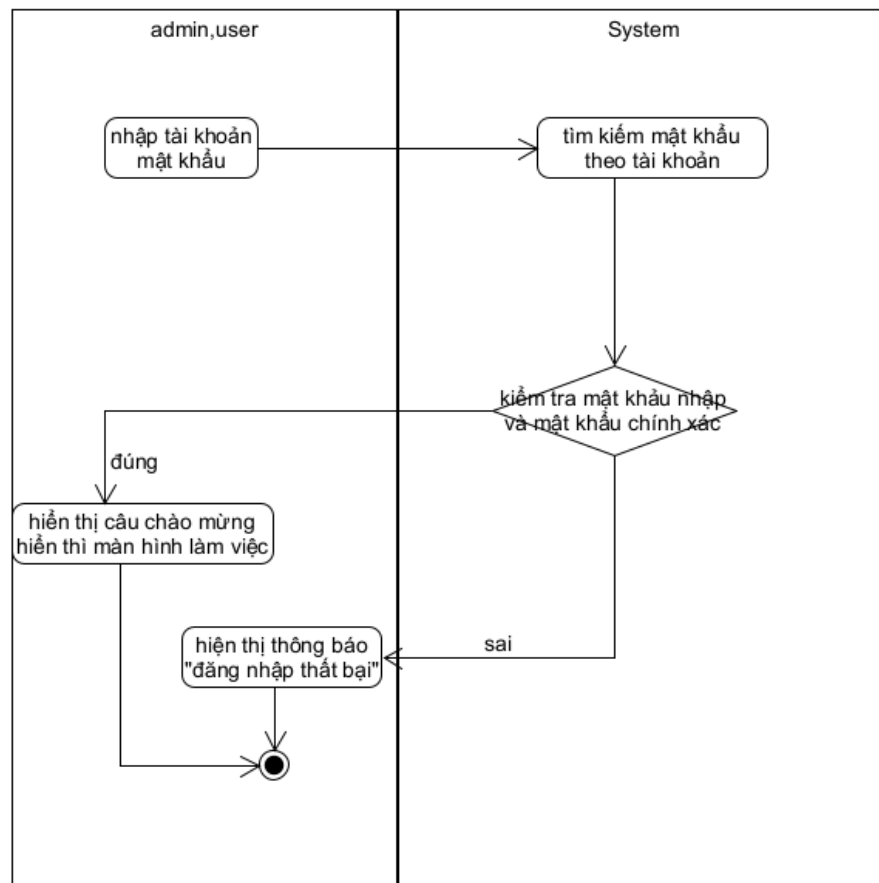 admin,user
System
nhập tài khoản
mật khẩu
tìm kiếm mật khẩu
theo tài khoản
kiểm tra mật khảu nhập
và mật khẩu chính xác
đúng
hiển thị câu chào mừng
hiển thì màn hình làm việc
hiện thị thông báo
"đăng nhập thất bại"
sai